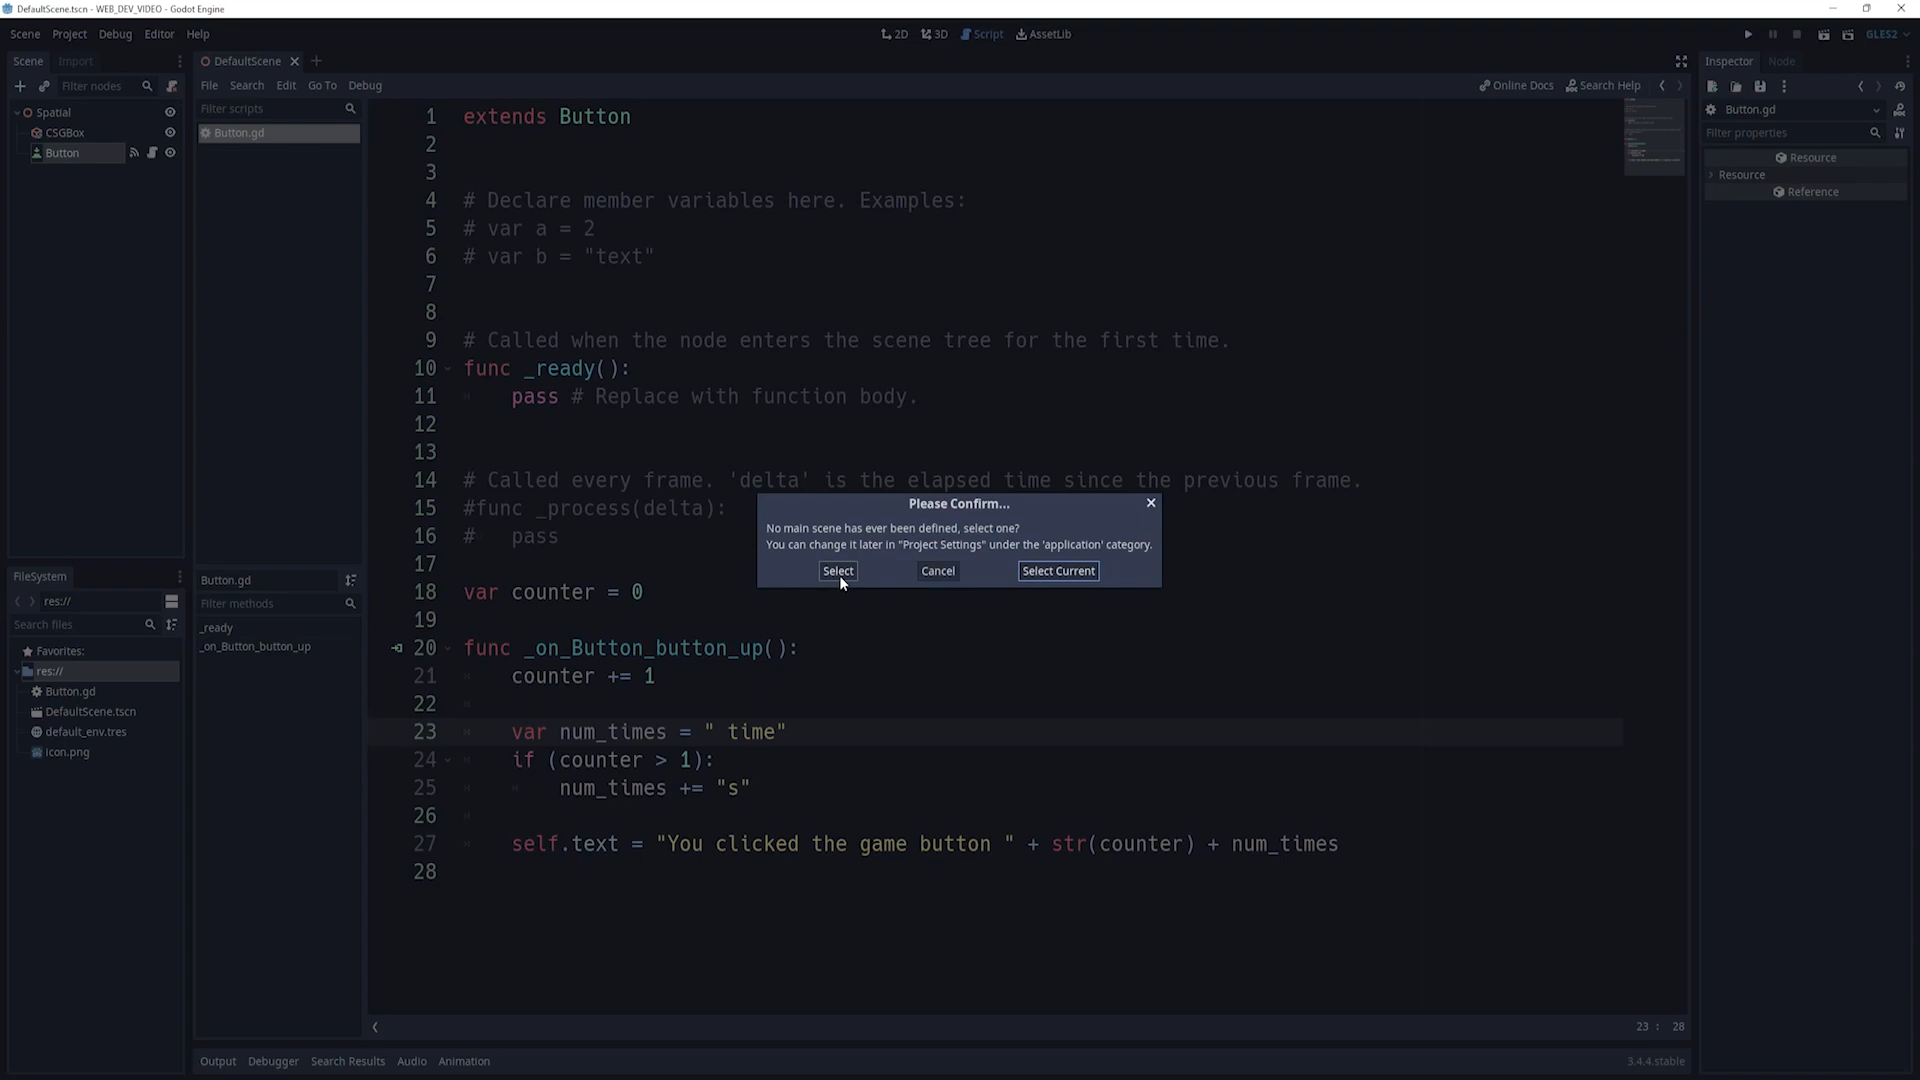 DefaultScene.tscn - WEB_DEV_VIDEO - Godot Engine
Scene Project Debug Editor Help
2D 3D Script AssetLib
GLES2
Scene Import
DefaultScene
Inspector Node
Filter nodes
File Search Edit Go To Debug
Online Docs Search Help
Filter scripts
Button.gd
Spatial
CSGBox
Button
Button.gd
Filter properties
Resource
Resource
Reference
1 extends Button
2
3
4 # Declare member variables here. Examples:
5 # var a = 2
6 # var b = "text"
7
8
9 # Called when the node enters the scene tree for the first time.
10 func _ready():
11 pass # Replace with function body.
12
13
14 # Called every frame. 'delta' is the elapsed time since the previous frame.
15 #func _process(delta):
16 # pass
17
18 var counter = 0
19
20 func _on_Button_button_up():
21 counter += 1
22
23 var num_times = " time"
24 if (counter > 1):
25 num_times += "s"
26
27 self.text = "You clicked the game button " + str(counter) + num_times
28
Please Confirm...
No main scene has ever been defined, select one?
You can change it later in "Project Settings" under the 'application' category.
Select Cancel Select Current
FileSystem
res://
Search files
Favorites:
res://
Button.gd
DefaultScene.tscn
default_env.tres
icon.png
Button.gd
Filter methods
_ready
_on_Button_button_up
23 : 28
Output Debugger Search Results Audio Animation
3.4.4.stable